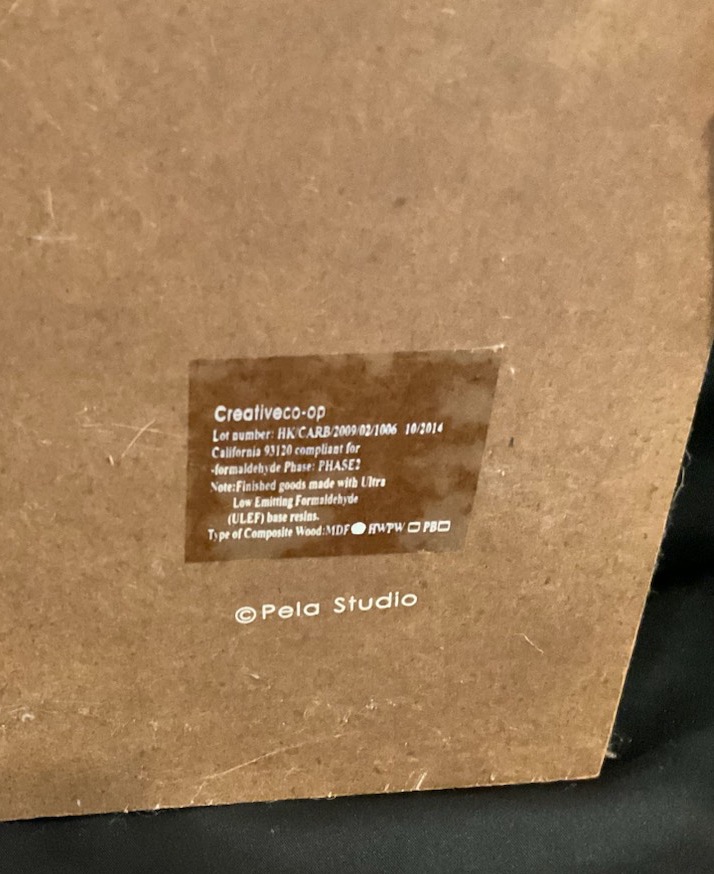 Creativeco-op
Lot number: HK/CARB/2009/02/1006 10/2014
California 93120 compliant for
-formaldehyde Phase: PHASE2
Note:Finished goods made with Ultra
Low Emitting Formaldehyde
(ULEF) base resins.
Type of Composite Wood:MDF HWPW PB
©Pela Studio